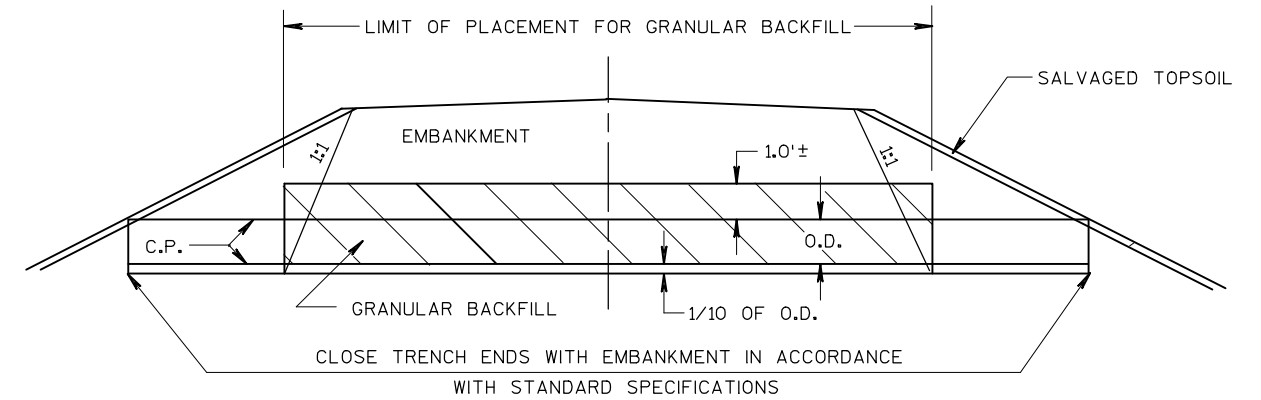 LIMIT OF PLACEMENT FOR GRANULAR BACKFILL
SALVAGED TOPSOIL
EMBANKMENT
1:1
1:1
1.0'±
C.P.
O.D.
GRANULAR BACKFILL
1/10 OF O.D.
CLOSE TRENCH ENDS WITH EMBANKMENT IN ACCORDANCE
WITH STANDARD SPECIFICATIONS